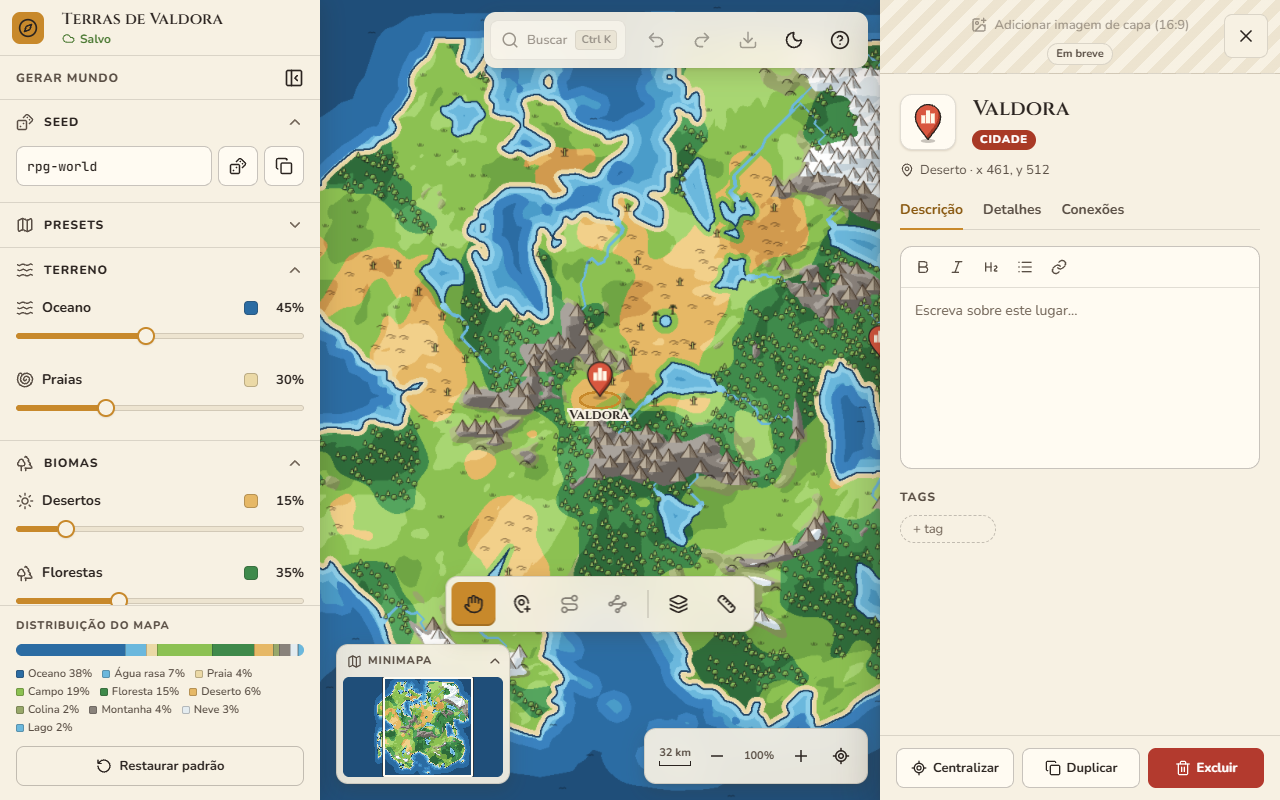 Terras de Valdora
Salvo
GERAR MUNDO
SEED
rpg-world
PRESETS
TERRENO
Oceano 45%
Praias 30%
BIOMAS
Desertos 15%
Florestas 35%
DISTRIBUIÇÃO DO MAPA
Oceano 38% Água rasa 7% Praia 4%
Campo 19% Floresta 15% Deserto 6%
Colina 2% Montanha 4% Neve 3%
Lago 2%
Restaurar padrão
Buscar Ctrl K
Valdora
MINIMAPA
32 km 100%
Adicionar imagem de capa (16:9)
Em breve
Valdora
CIDADE
Deserto · x 461, y 512
Descrição Detalhes Conexões
B I H2
Escreva sobre este lugar...
TAGS
+ tag
Centralizar Duplicar Excluir